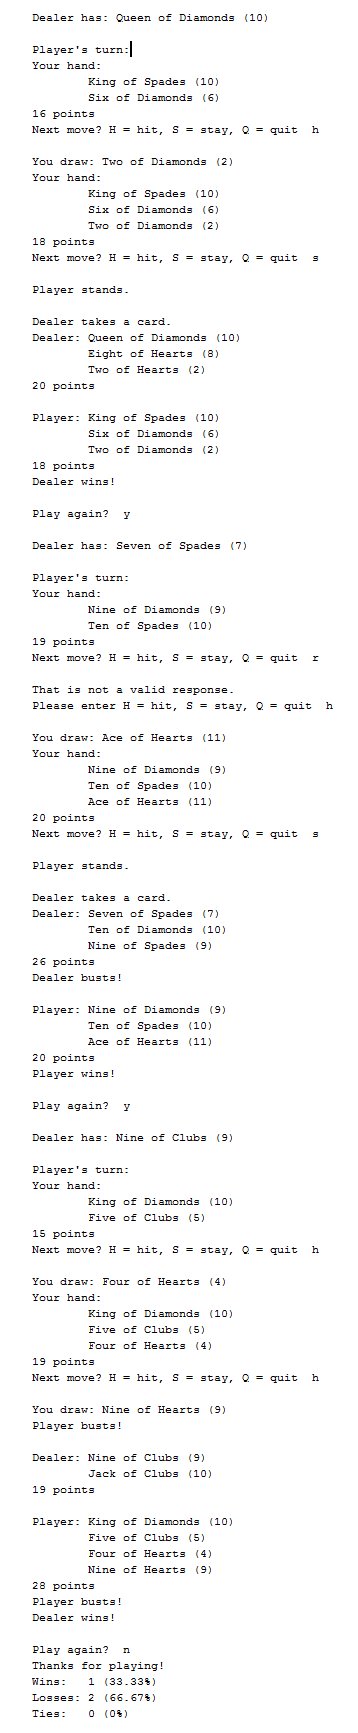 Dealer has: Queen of Diamonds (10)
Player's turn:
Your hand:
King of Spades (10)
Six of Diamonds (6)
16 points
Next move? H = hit, S = stay, Q = quit  h
You draw: Two of Diamonds (2)
Your hand:
King of Spades (10)
Six of Diamonds (6)
Two of Diamonds (2)
18 points
Next move? H = hit, S = stay, Q = quit  s
Player stands.
Dealer takes a card.
Dealer: Queen of Diamonds (10)
Eight of Hearts (8)
Two of Hearts (2)
20 points
Player: King of Spades (10)
Six of Diamonds (6)
Two of Diamonds (2)
18 points
Dealer wins!
Play again?  y
Dealer has: Seven of Spades (7)
Player's turn:
Your hand:
Nine of Diamonds (9)
Ten of Spades (10)
19 points
Next move? H = hit, S = stay, Q = quit  r
That is not a valid response.
Please enter H = hit, S = stay, Q = quit  h
You draw: Ace of Hearts (11)
Your hand:
Nine of Diamonds (9)
Ten of Spades (10)
Ace of Hearts (11)
20 points
Next move? H = hit, S = stay, Q = quit  s
Player stands.
Dealer takes a card.
Dealer: Seven of Spades (7)
Ten of Diamonds (10)
Nine of Spades (9)
26 points
Dealer busts!
Player: Nine of Diamonds (9)
Ten of Spades (10)
Ace of Hearts (11)
20 points
Player wins!
Play again?  y
Dealer has: Nine of Clubs (9)
Player's turn:
Your hand:
King of Diamonds (10)
Five of Clubs (5)
15 points
Next move? H = hit, S = stay, Q = quit  h
You draw: Four of Hearts (4)
Your hand:
King of Diamonds (10)
Five of Clubs (5)
Four of Hearts (4)
19 points
Next move? H = hit, S = stay, Q = quit  h
You draw: Nine of Hearts (9)
Player busts!
Dealer: Nine of Clubs (9)
Jack of Clubs (10)
19 points
Player: King of Diamonds (10)
Five of Clubs (5)
Four of Hearts (4)
Nine of Hearts (9)
28 points
Player busts!
Dealer wins!
Play again?  n
Thanks for playing!
Wins:   1 (33.33%)
Losses: 2 (66.67%)
Ties:   0 (0%)